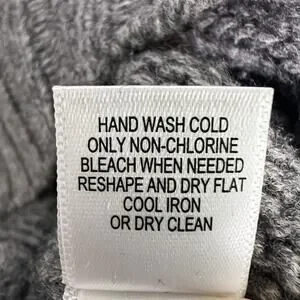 HAND WASH COLD
ONLY NON-CHLORINE
BLEACH WHEN NEEDED
RESHAPE AND DRY FLAT
COOL IRON
OR DRY CLEAN